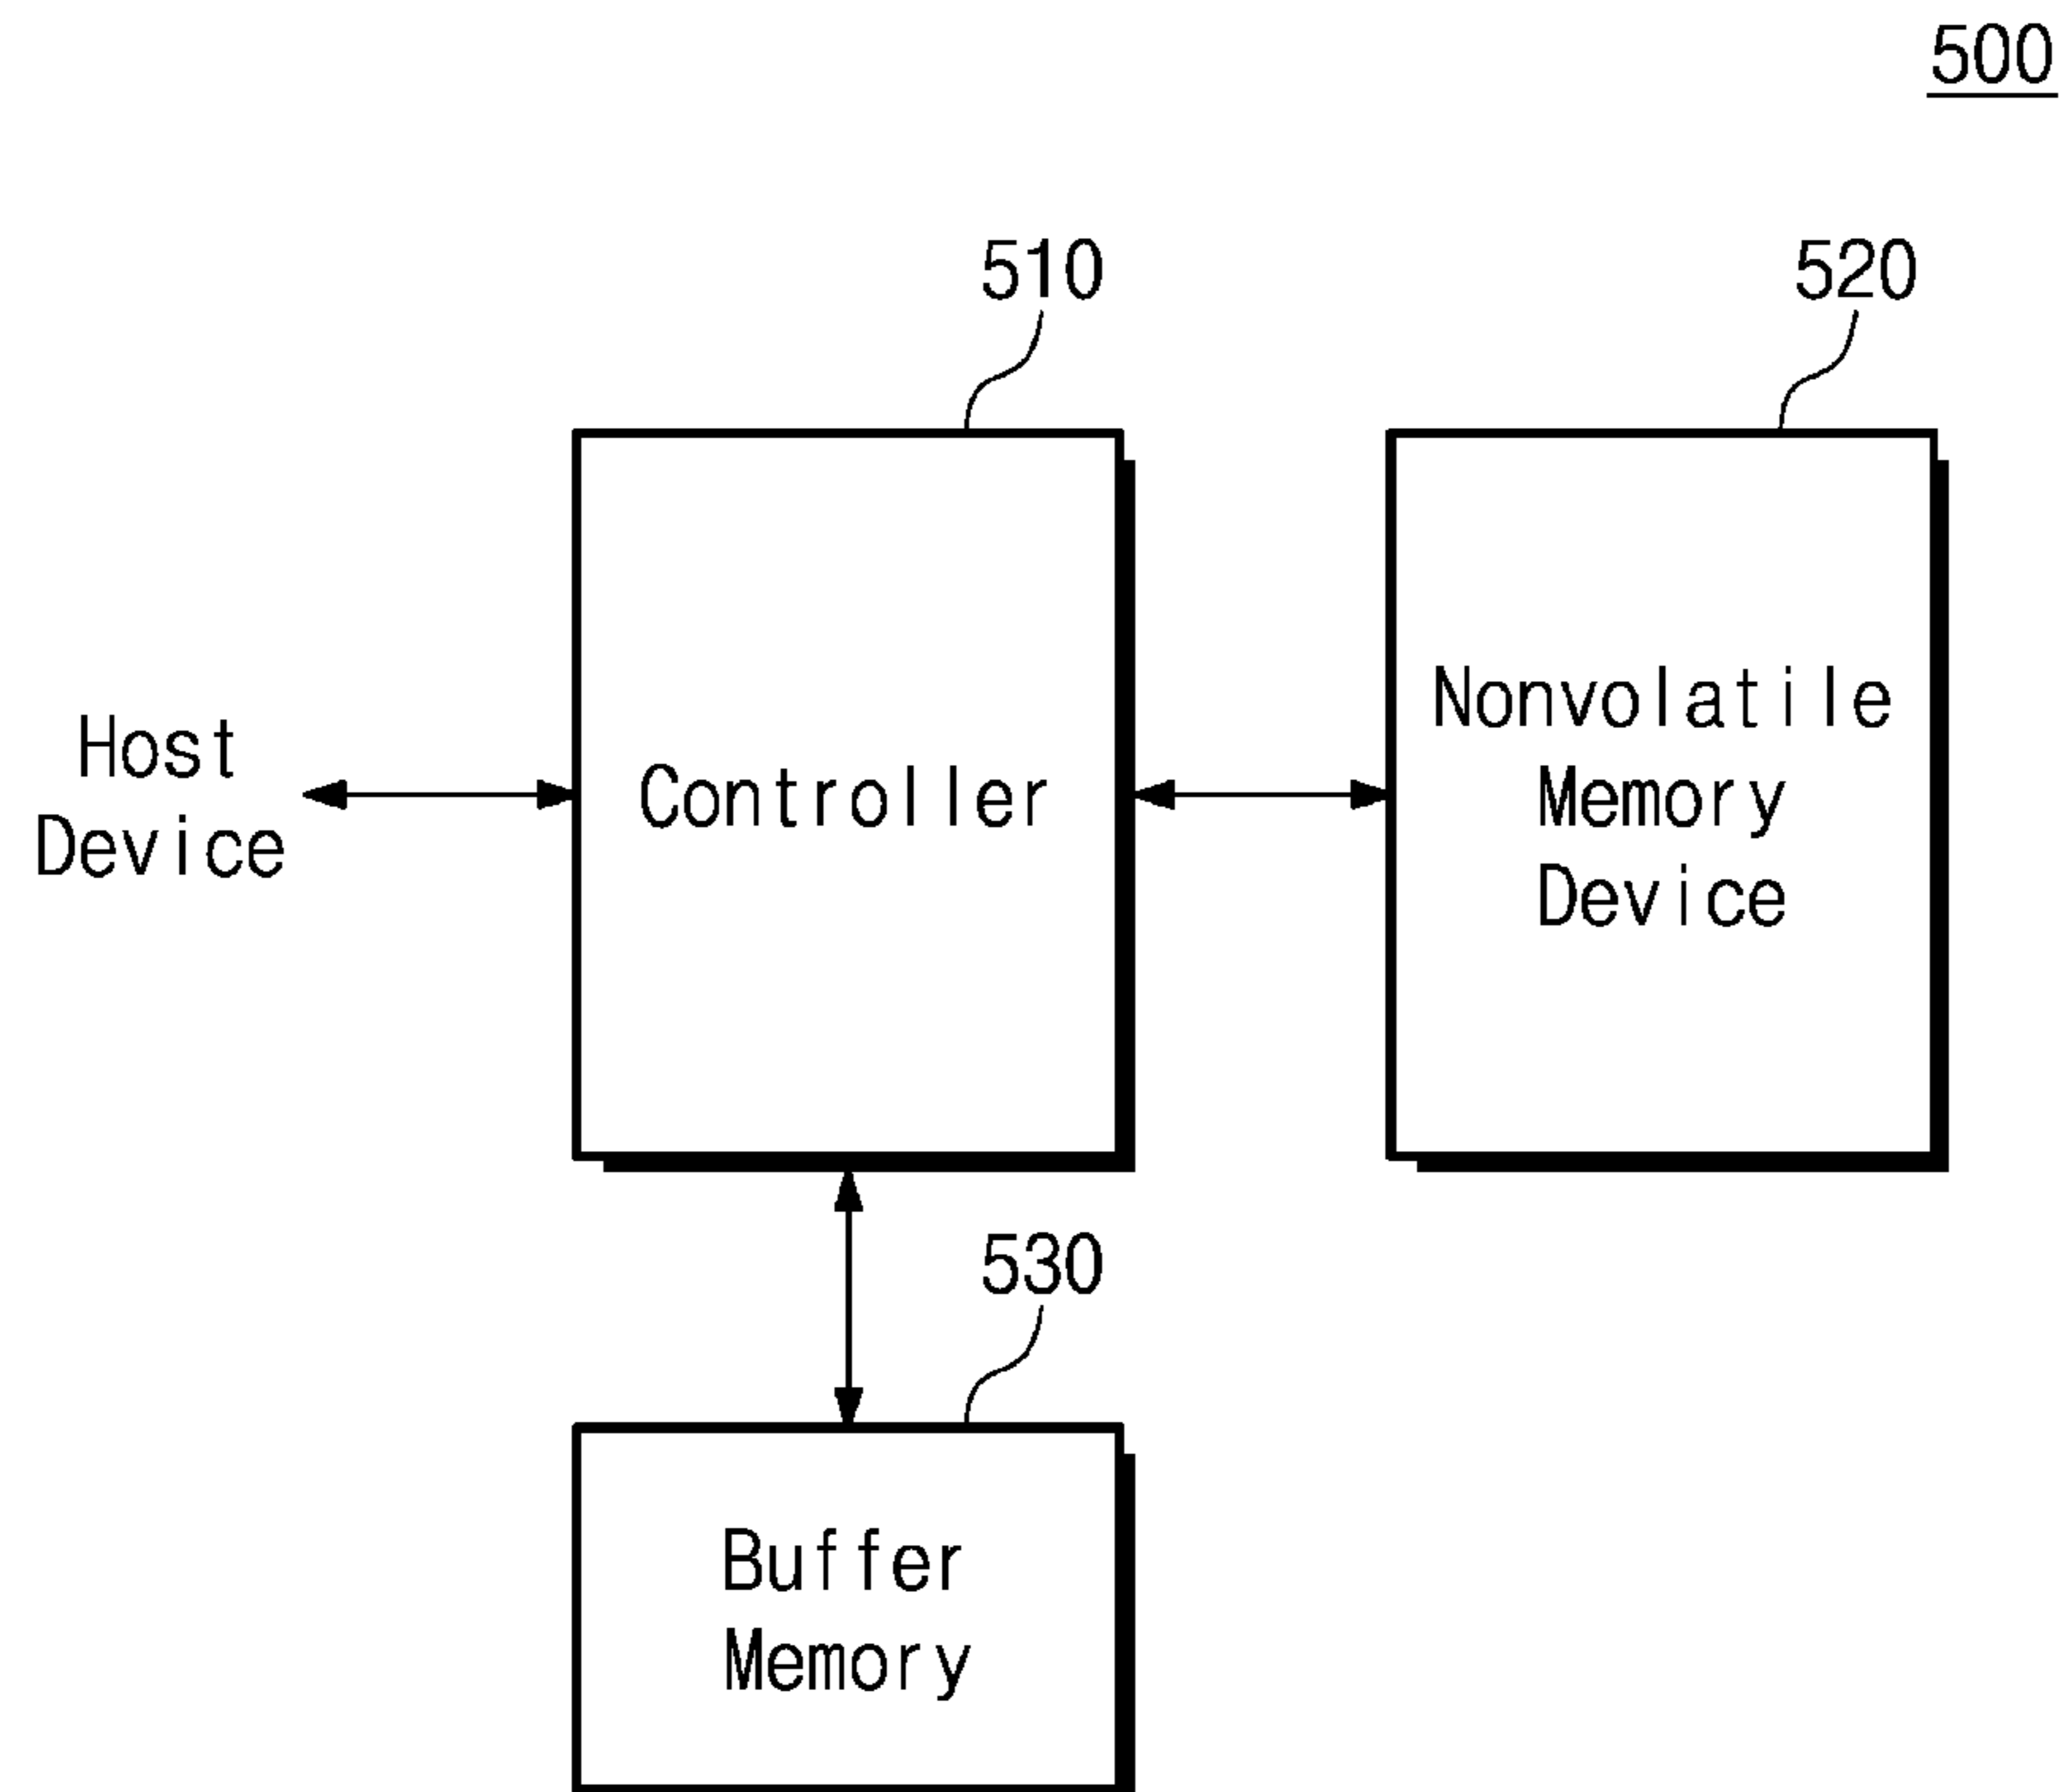 500
510
520
Host
Device
Controller
Nonvolatile
Memory
Device
530
Buffer
Memory